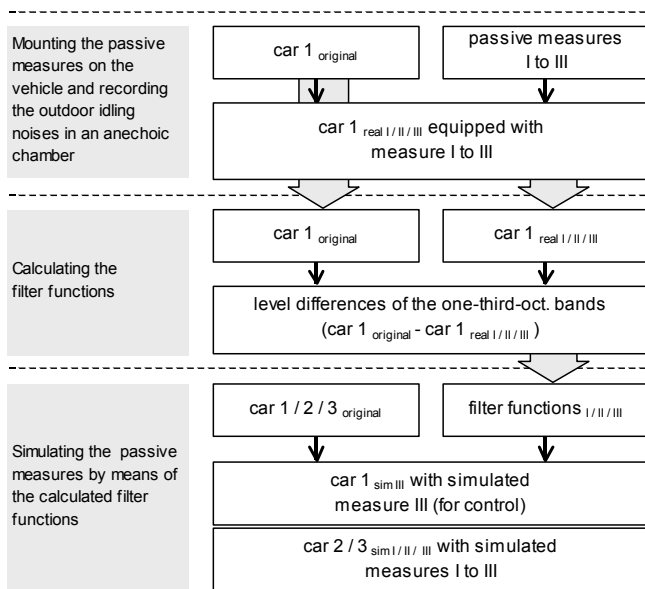 Mounting the passive
measures on the
vehicle and recording
the outdoor idling
noises in an anechoic
chamber
car 1 original
passive measures
I to III
car 1 real I / II / III equipped with
measure I to III
Calculating the
filter functions
car 1 original
car 1 real I / II / III
level differences of the one-third-oct. bands
(car 1 original - car 1 real I / II / III )
Simulating the passive
measures by means of
the calculated filter
functions
car 1 / 2 / 3 original
filter functions I / II / III
car 1 sim III with simulated
measure III (for control)
car 2 / 3 sim I / II / III with simulated
measures I to III